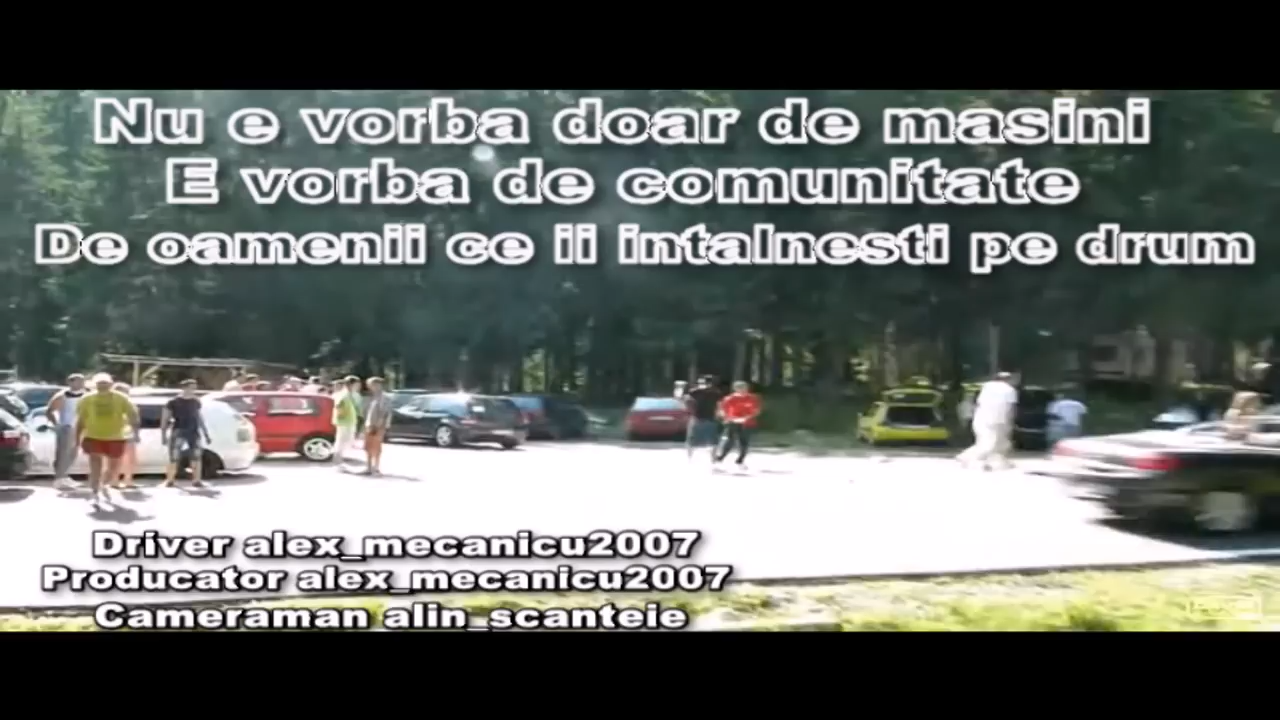 Nu e vorba doar de masini
E vorba de comunitate
De oamenii ce ii intalnesti pe drum
Driver alex_mecanicu2007
Producator alex_mecanicu2007
Cameraman alin_scanteie